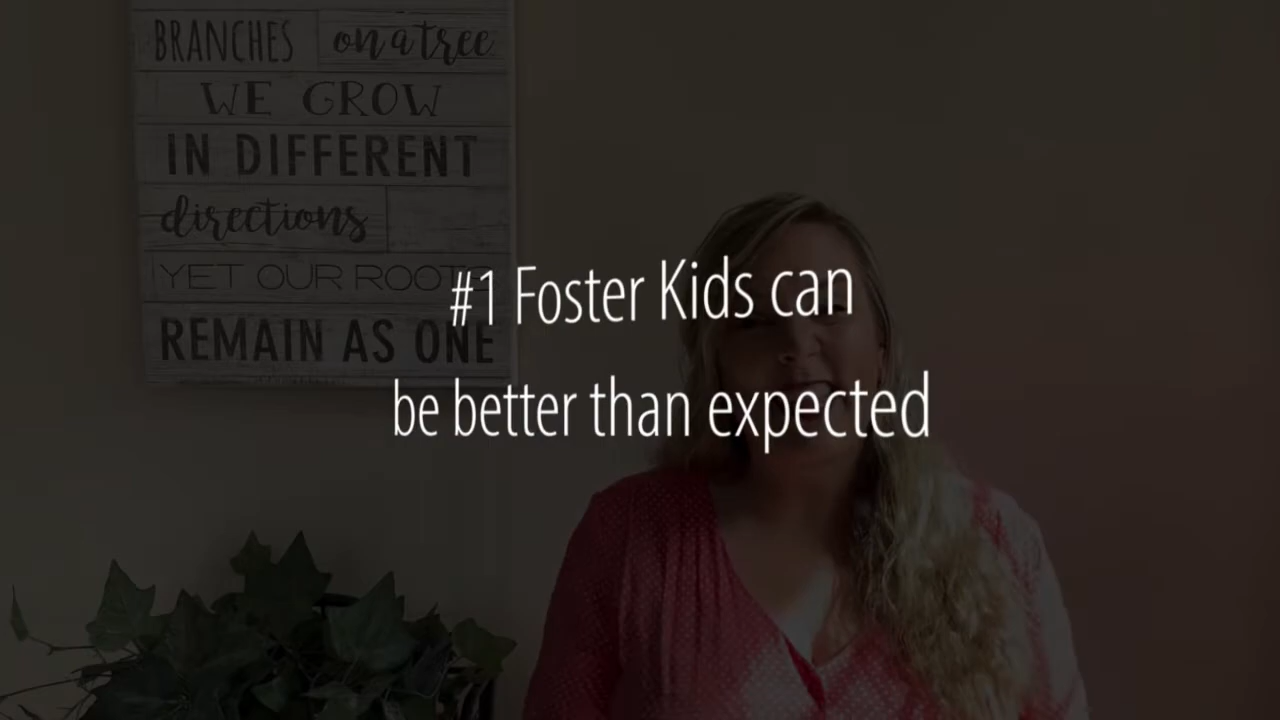 BRANCHES on a tree
WE GROW
IN DIFFERENT
directions
YET OUR ROOTS
REMAIN AS ONE
#1 Foster Kids can
be better than expected